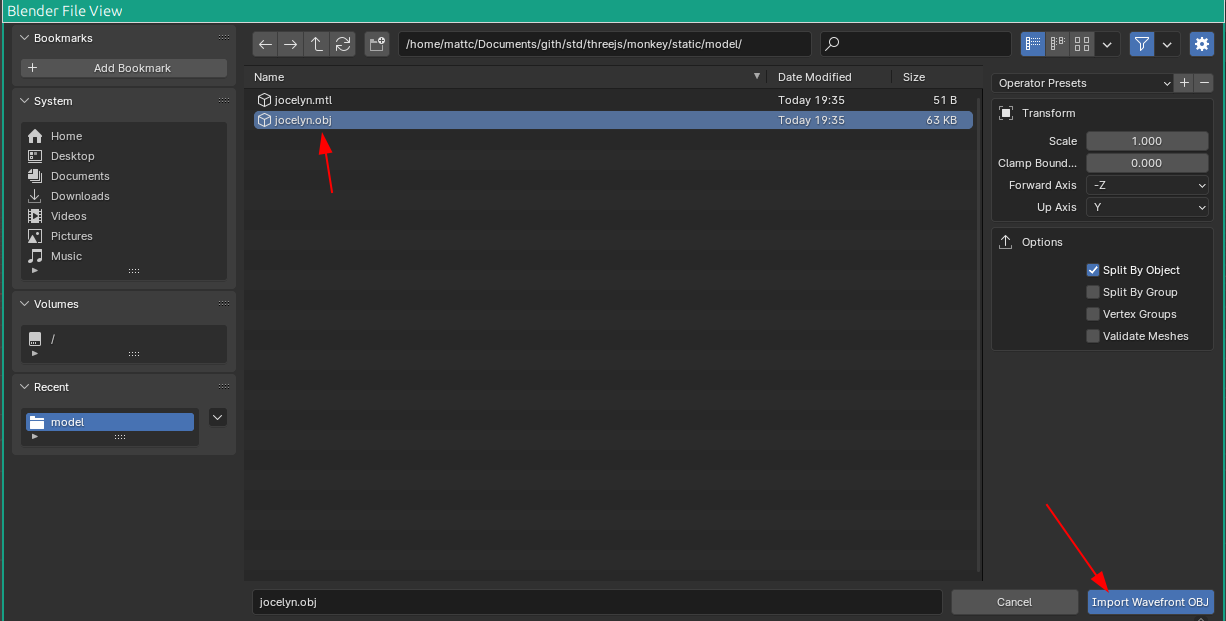 Blender File View
Bookmarks
Add Bookmark
System
Home
Desktop
Documents
Downloads
Videos
Pictures
Music
Volumes
/
Recent
model
/home/mattc/Documents/gith/std/threejs/monkey/static/model/
Name Date Modified Size
jocelyn.mtl Today 19:35 51 B
jocelyn.obj Today 19:35 63 KB
Operator Presets
Transform
Scale 1.000
Clamp Bound... 0.000
Forward Axis -Z
Up Axis Y
Options
Split By Object
Split By Group
Vertex Groups
Validate Meshes
jocelyn.obj Cancel Import Wavefront OBJ